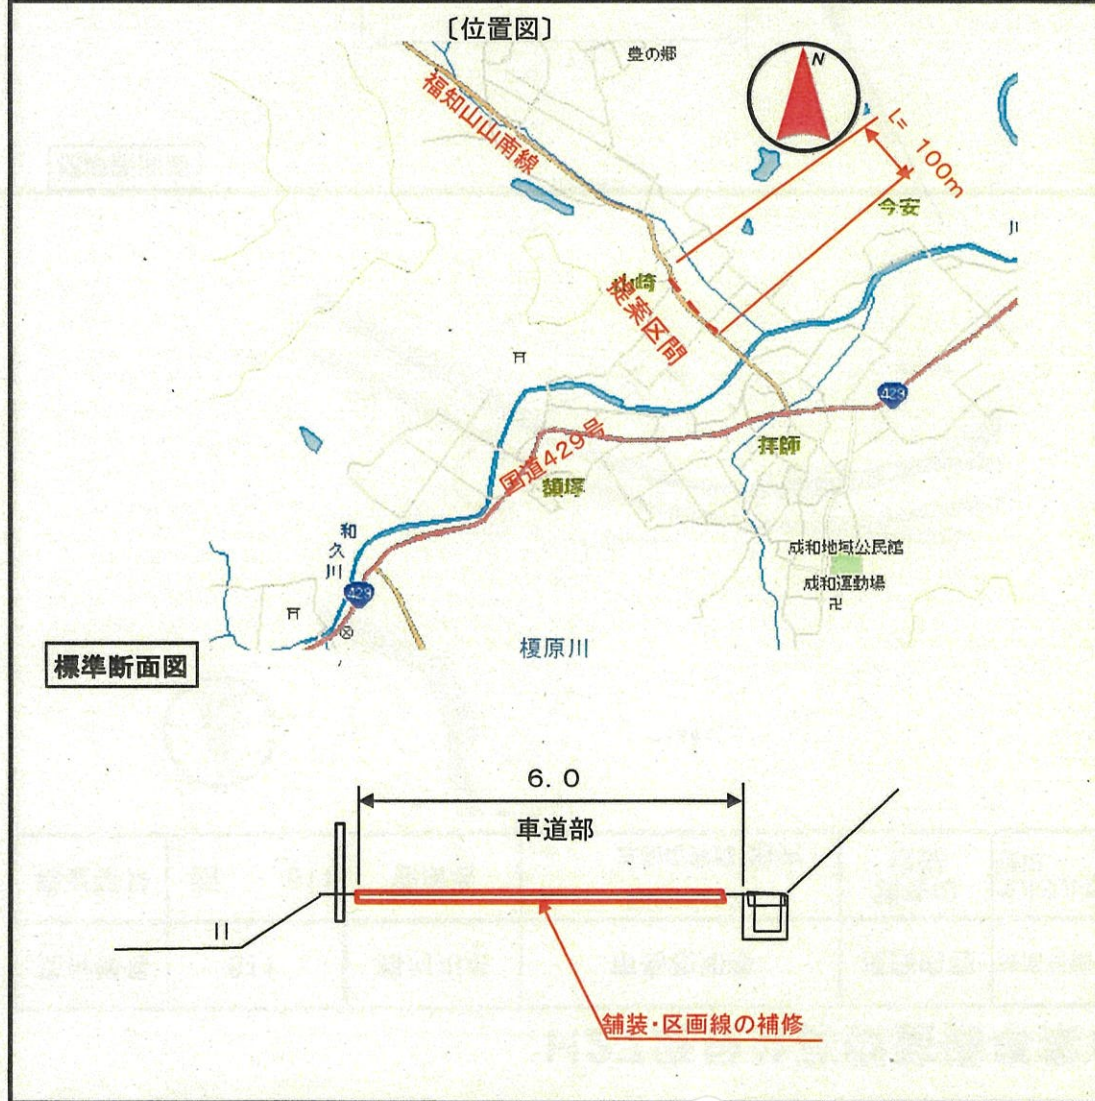 〔位置図〕
豊の郷
N
福知山山南線
L= 100m
今安
川
山崎
提案区間
429
国道429号
拝師
額塚
和久川
成和地域公民館
成和運動場
429
榎原川
標準断面図
6.0
車道部
舗装・区画線の補修